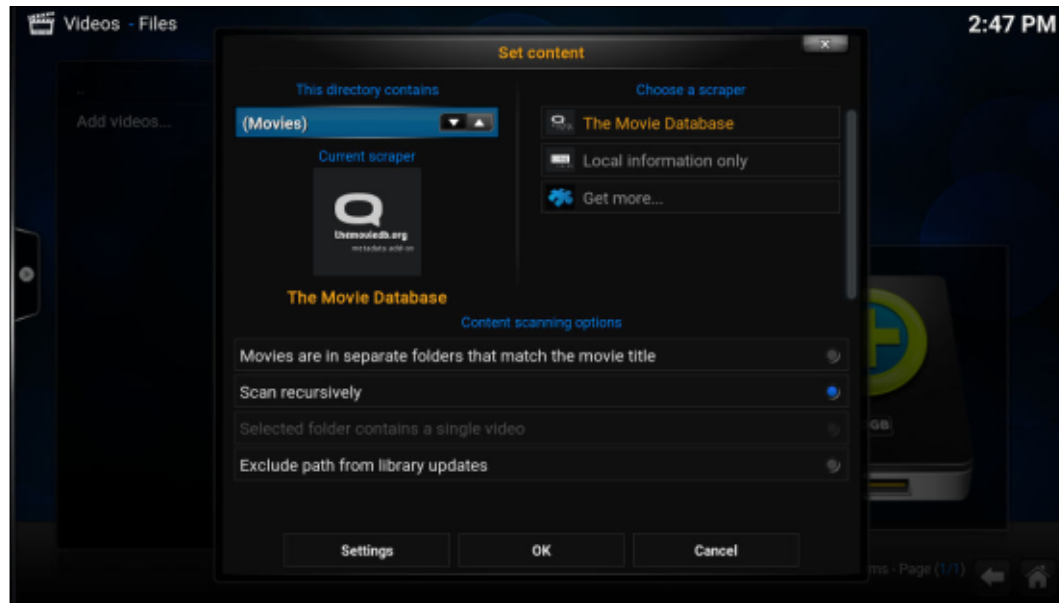 Videos - Files
2:47 PM
Set content
This directory contains
Choose a scraper
(Movies)
The Movie Database
Local information only
Get more...
Current scraper
themoviedb.org
metadata add-on
The Movie Database
Content scanning options
Movies are in separate folders that match the movie title
Scan recursively
Selected folder contains a single video
Exclude path from library updates
Settings
OK
Cancel
..
Add videos...
GB
ms - Page (1/1)